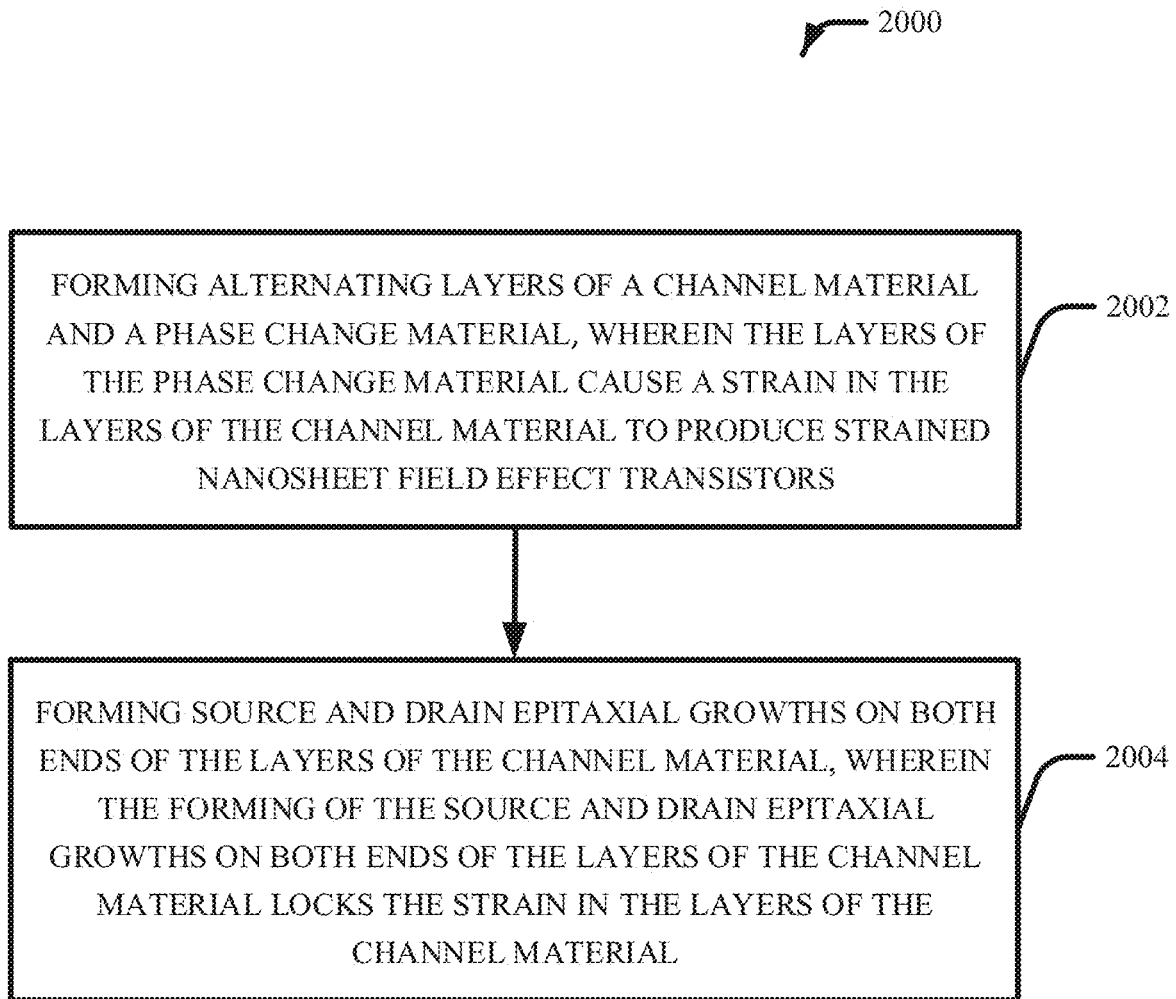 2000
FORMING ALTERNATING LAYERS OF A CHANNEL MATERIAL
AND A PHASE CHANGE MATERIAL, WHEREIN THE LAYERS OF
THE PHASE CHANGE MATERIAL CAUSE A STRAIN IN THE
LAYERS OF THE CHANNEL MATERIAL TO PRODUCE STRAINED
NANOSHEET FIELD EFFECT TRANSISTORS
2002
FORMING SOURCE AND DRAIN EPITAXIAL GROWTHS ON BOTH
ENDS OF THE LAYERS OF THE CHANNEL MATERIAL, WHEREIN
THE FORMING OF THE SOURCE AND DRAIN EPITAXIAL
GROWTHS ON BOTH ENDS OF THE LAYERS OF THE CHANNEL
MATERIAL LOCKS THE STRAIN IN THE LAYERS OF THE
CHANNEL MATERIAL
2004